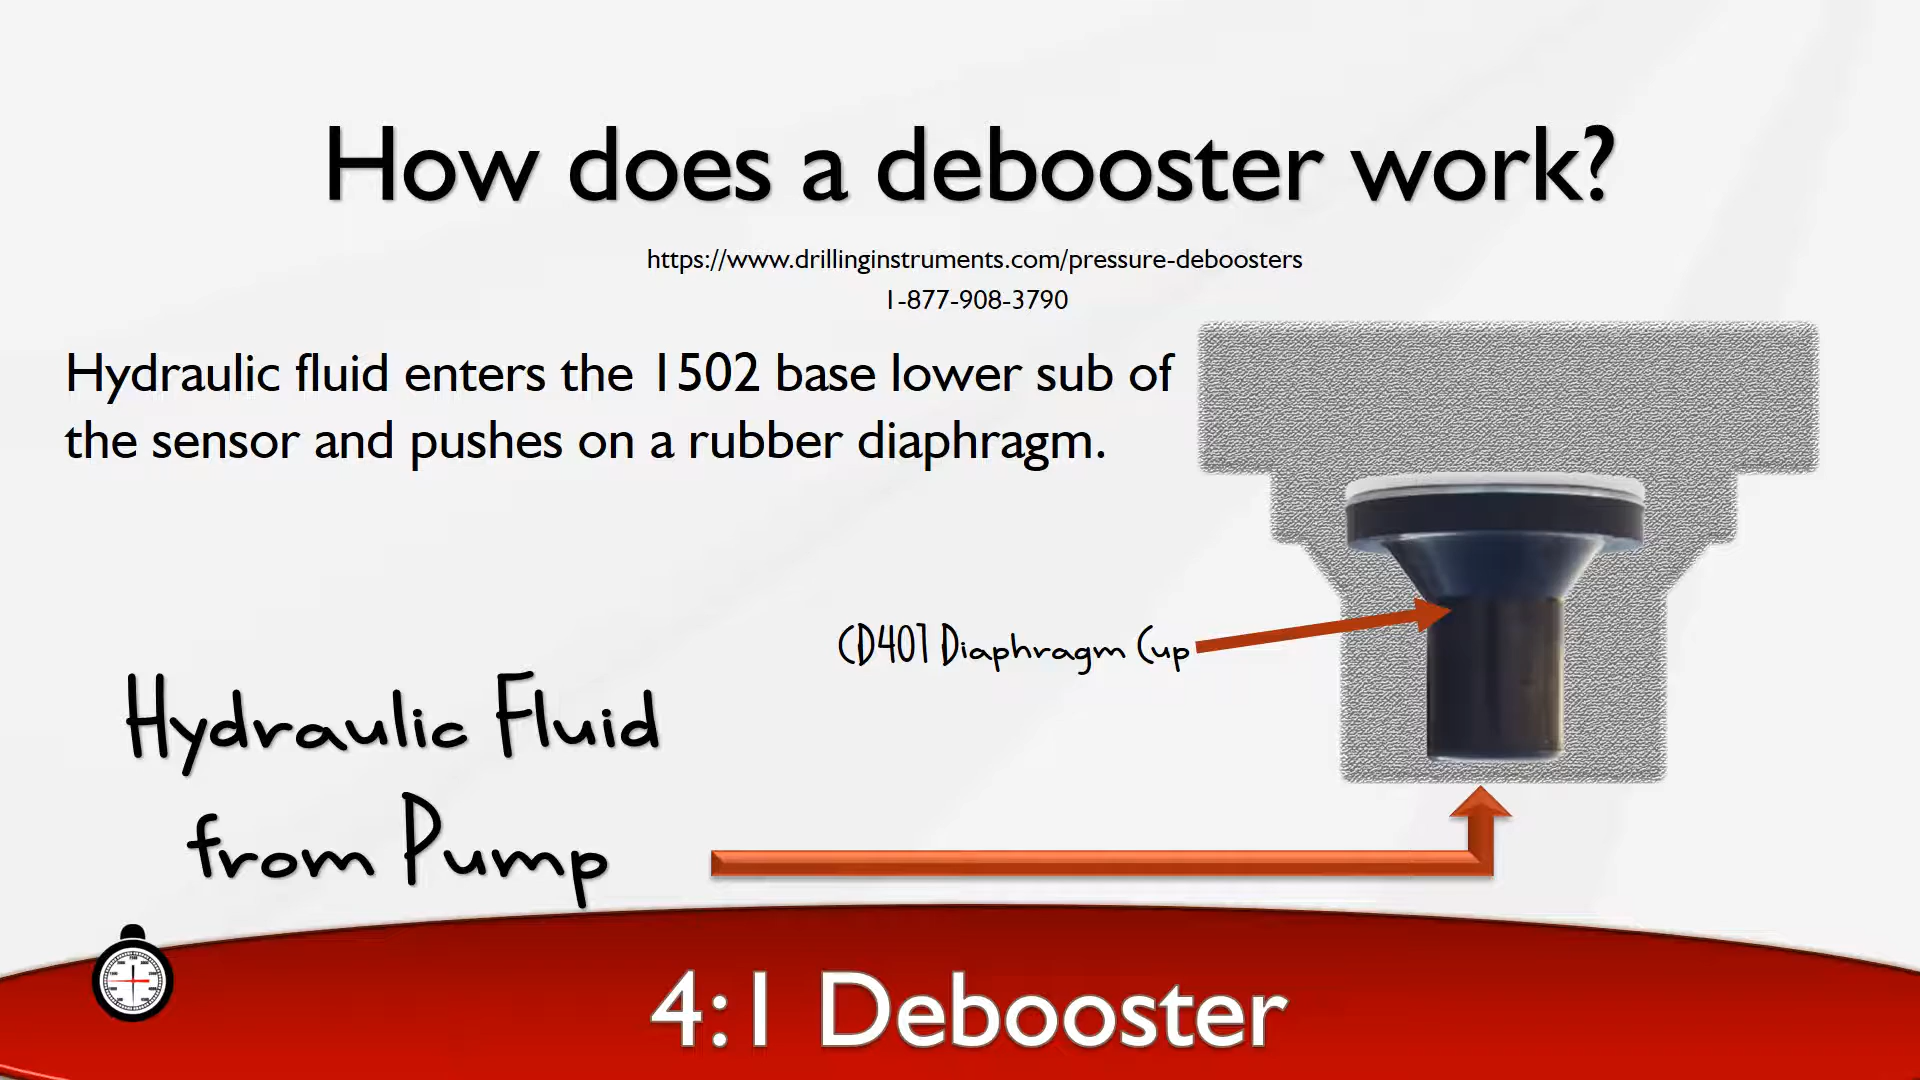 How does a debooster work?
https://www.drillinginstruments.com/pressure-deboosters
1-877-908-3790
Hydraulic fluid enters the 1502 base lower sub of
the sensor and pushes on a rubber diaphragm.
CD401 Diaphragm Cup
Hydraulic Fluid
from Pump
4:1 Debooster